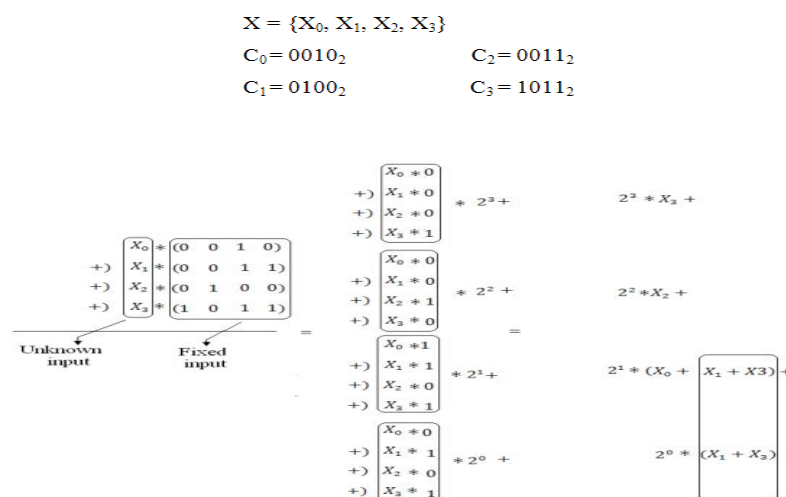 X = {X₀, X₁, X₂, X₃}
C₀= 0010₂ C₂= 0011₂
C₁= 0100₂ C₃= 1011₂
X₀ * (0 0 1 0)
+) X₁ * (0 0 1 1)
+) X₂ * (0 1 0 0)
+) X₃ * (1 0 1 1)
Unknown input
Fixed input
=
X₀ * 0
+) X₁ * 0
+) X₂ * 0
+) X₃ * 1
* 2³ +
X₀ * 0
+) X₁ * 0
+) X₂ * 1
+) X₃ * 0
* 2² +
X₀ *1
+) X₁ * 1
+) X₂ * 0
+) X₃ * 1
* 2¹ +
X₀ * 0
+) X₁ * 1
+) X₂ * 0
+) X₃ * 1
* 2⁰ +
=
2³ * X₃ +
2² *X₂ +
2¹ * (X₀ + X₁ + X3) +
2⁰ * (X₁ + X₃)